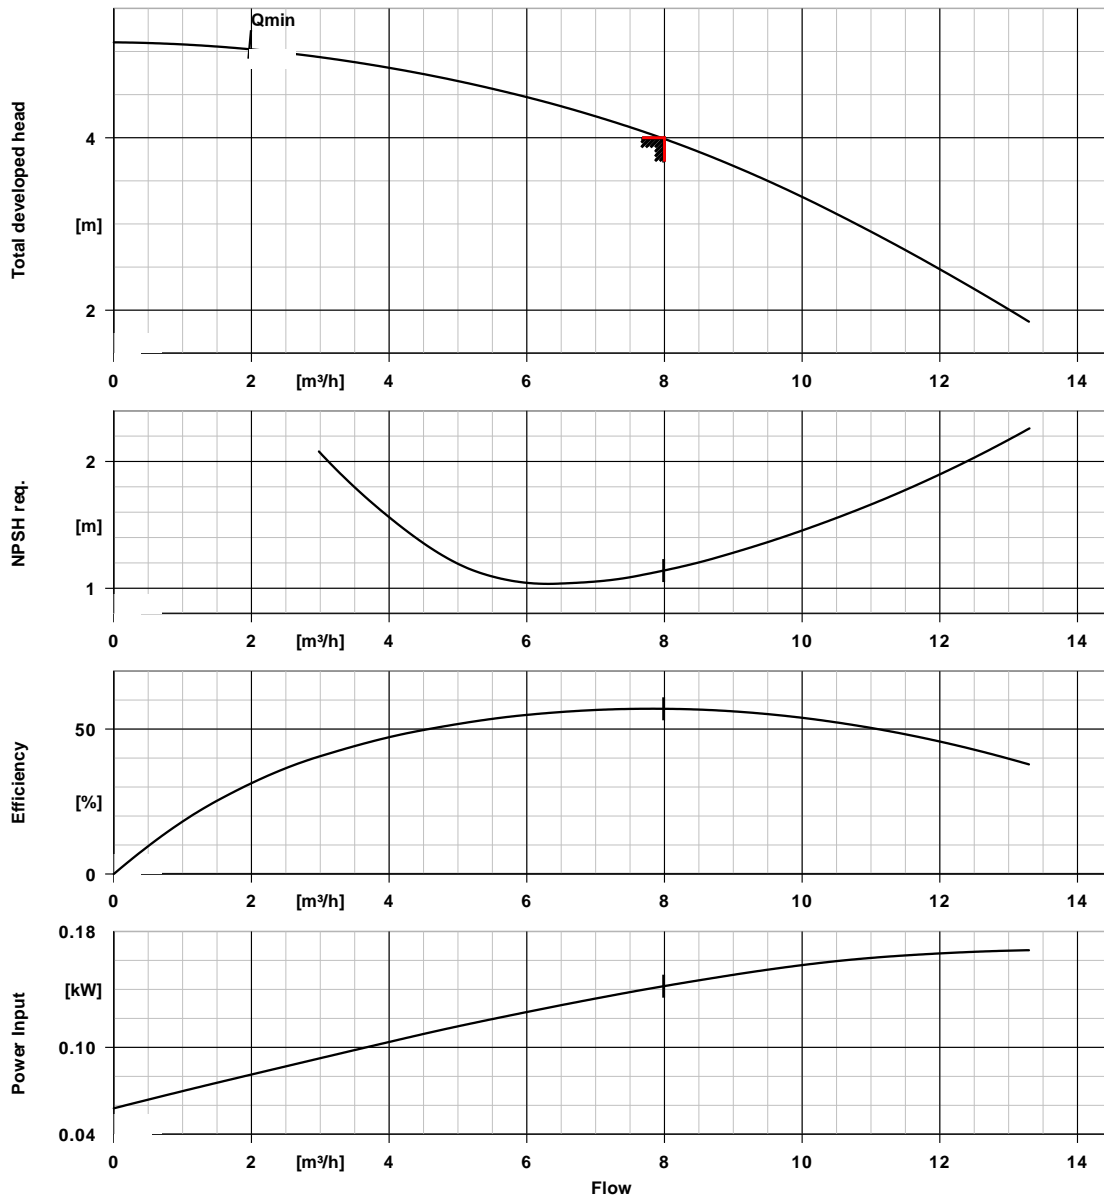 Qmin
Total developed head
4
[m]
2
0 2 [m³/h] 4 6 8 10 12 14
NPSH req.
2
[m]
1
0 2 [m³/h] 4 6 8 10 12 14
Efficiency
50
[%]
0
0 2 [m³/h] 4 6 8 10 12 14
Power Input
0.18
[kW]
0.10
0.04
0 2 [m³/h] 4 6 8 10 12 14
Flow